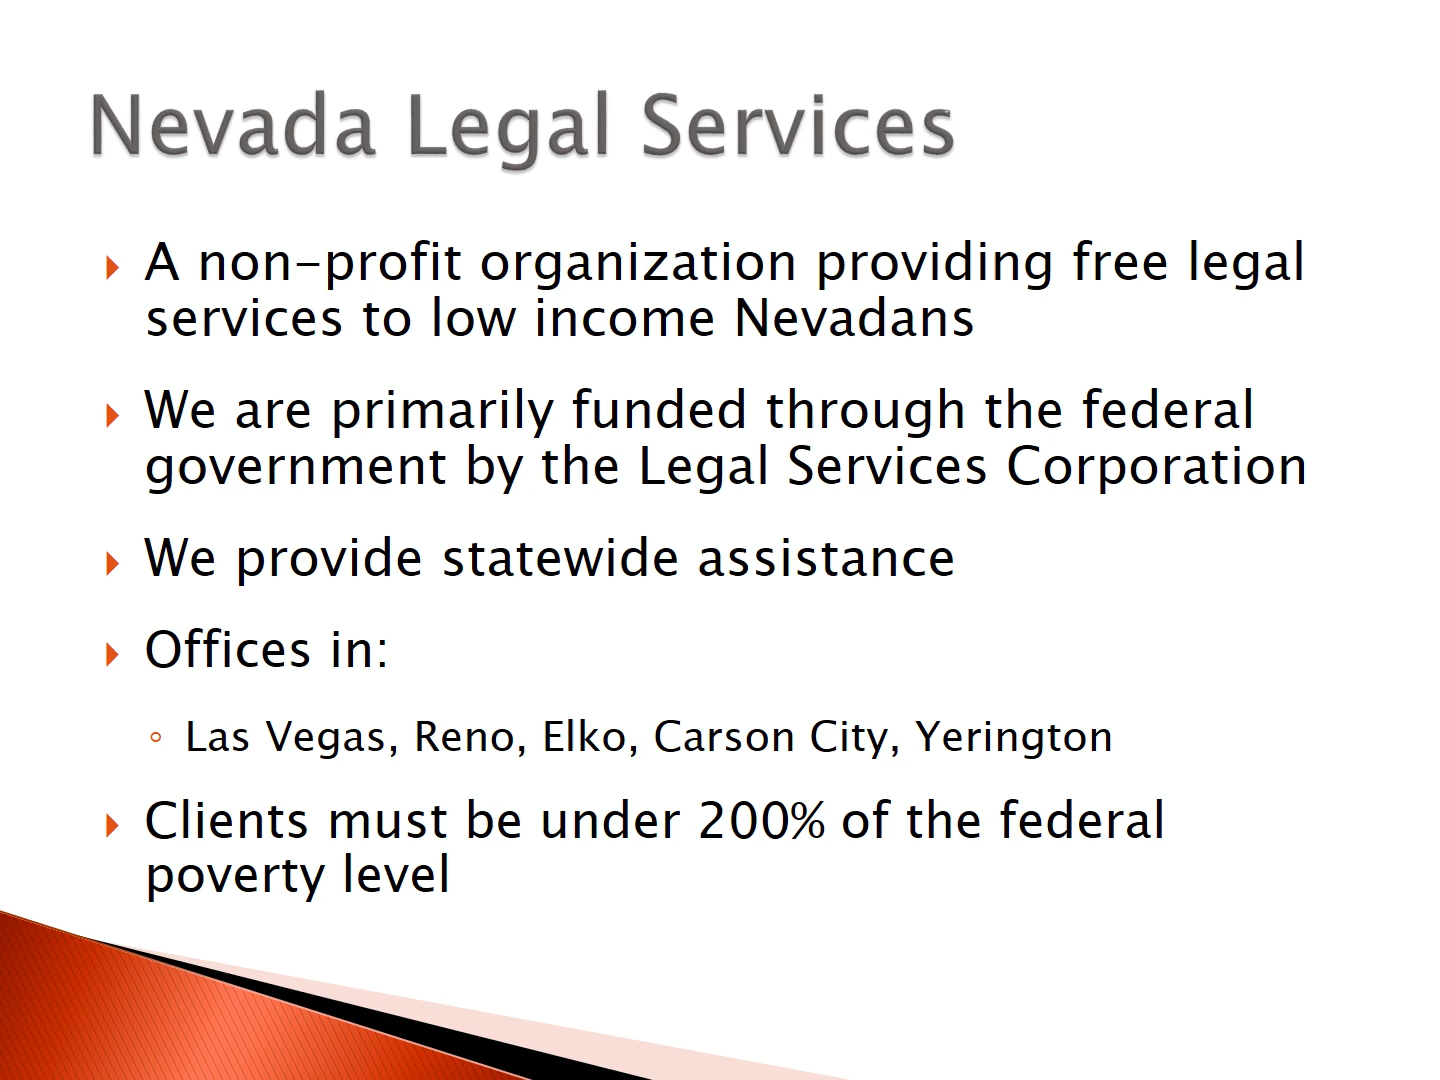 Nevada Legal Services
A non-profit organization providing free legal
services to low income Nevadans
We are primarily funded through the federal
government by the Legal Services Corporation
We provide statewide assistance
Offices in:
Las Vegas, Reno, Elko, Carson City, Yerington
Clients must be under 200% of the federal
poverty level